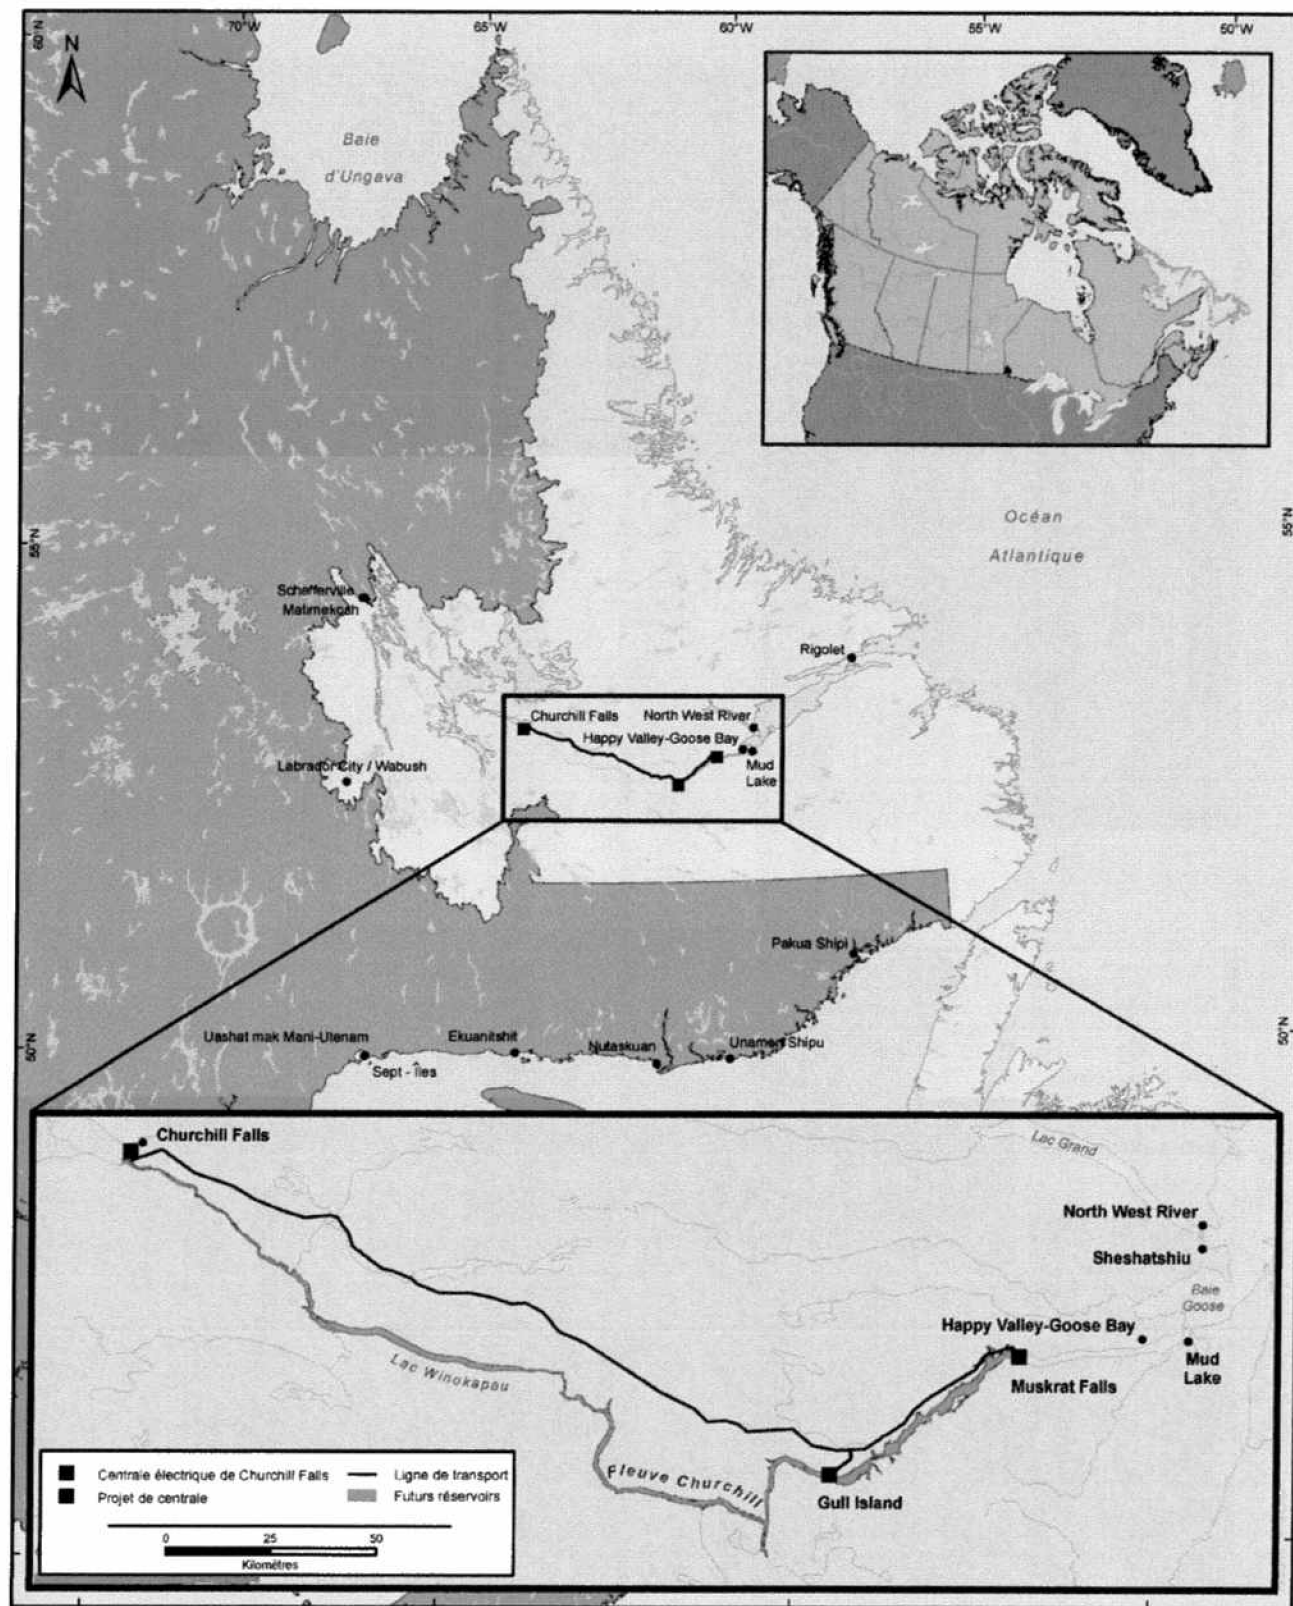 70°W
65°W
60°W
55°W
50°W
60°N
N
Baie
d'Ungava
Océan
Atlantique
55°N
55°N
Schefferville
Matimekosh
Rigolet
Churchill Falls
North West River
Happy Valley-Goose Bay
Mud
Lake
Labrador City / Wabush
Pakua Shipi
50°N
50°N
Uashat mak Mani-Utenam
Ekuanitshit
Nutaskuan
Unamen Shipu
Sept - Îles
Churchill Falls
Lac Grand
North West River
Sheshatshiu
Baie
Goose
Happy Valley-Goose Bay
Mud
Lake
Muskrat Falls
Lac Winokapau
Fleuve Churchill
Gull Island
Centrale électrique de Churchill Falls
Ligne de transport
Projet de centrale
Futurs réservoirs
0 25 50
Kilomètres